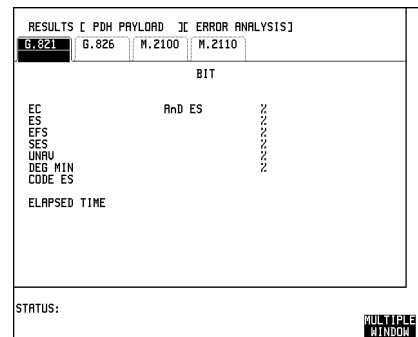 RESULTS [ PDH PAYLOAD ][ ERROR ANALYSIS]
G.821 G.826 M.2100 M.2110
BIT
EC AnD ES %
ES %
EFS %
SES %
UNAV %
DEG MIN %
CODE ES
ELAPSED TIME
STATUS:
MULTIPLE
WINDOW